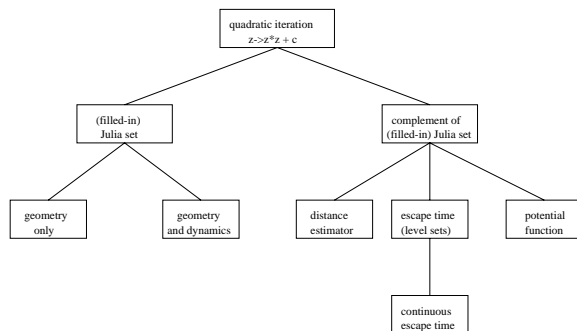 quadratic iteration
z->z*z + c
(filled-in)
Julia set
complement of
(filled-in) Julia set
geometry
only
geometry
and dynamics
distance
estimator
escape time
(level sets)
potential
function
continuous
escape time